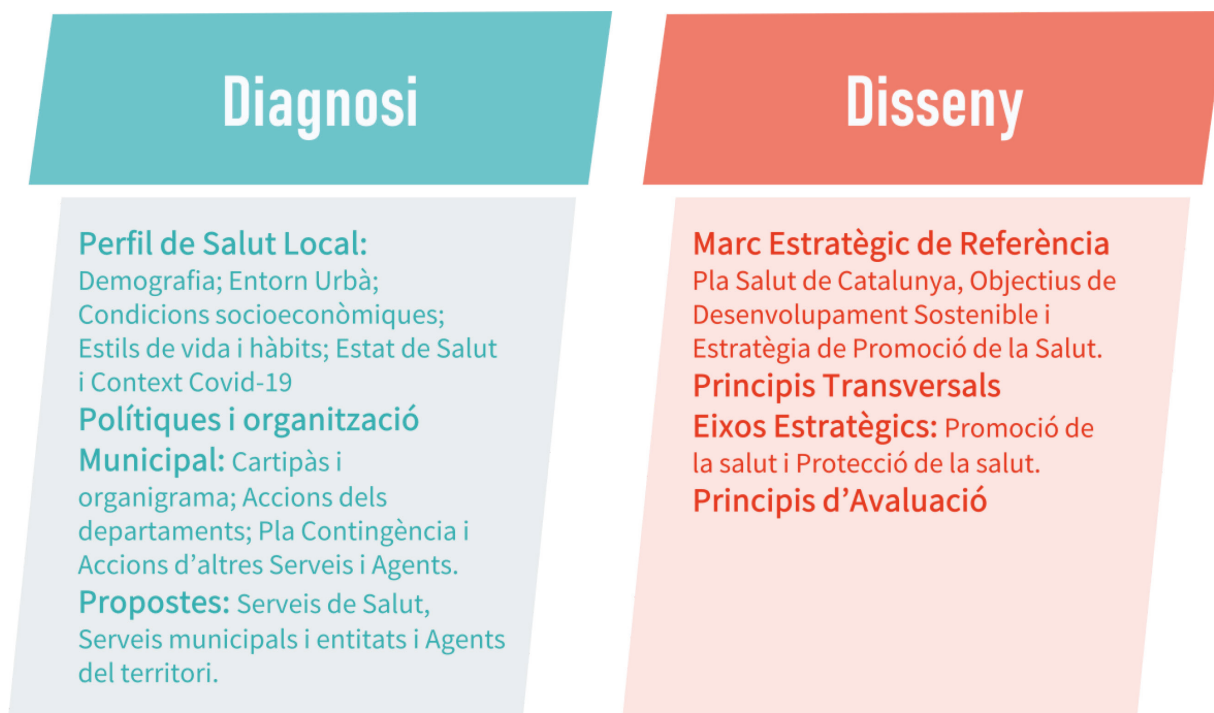 Diagnosi
Perfil de Salut Local:
Demografia; Entorn Urbà;
Condicions socioeconòmiques;
Estils de vida i hàbits; Estat de Salut
i Context Covid-19
Polítiques i organització
Municipal: Cartipàs i
organigrama; Accions dels
departaments; Pla Contingència i
Accions d'altres Serveis i Agents.
Propostes: Serveis de Salut,
Serveis municipals i entitats i Agents
del territori.
Disseny
Marc Estratègic de Referència
Pla Salut de Catalunya, Objectius de
Desenvolupament Sostenible i
Estratègia de Promoció de la Salut.
Principis Transversals
Eixos Estratègics: Promoció de
la salut i Protecció de la salut.
Principis d'Avaluació